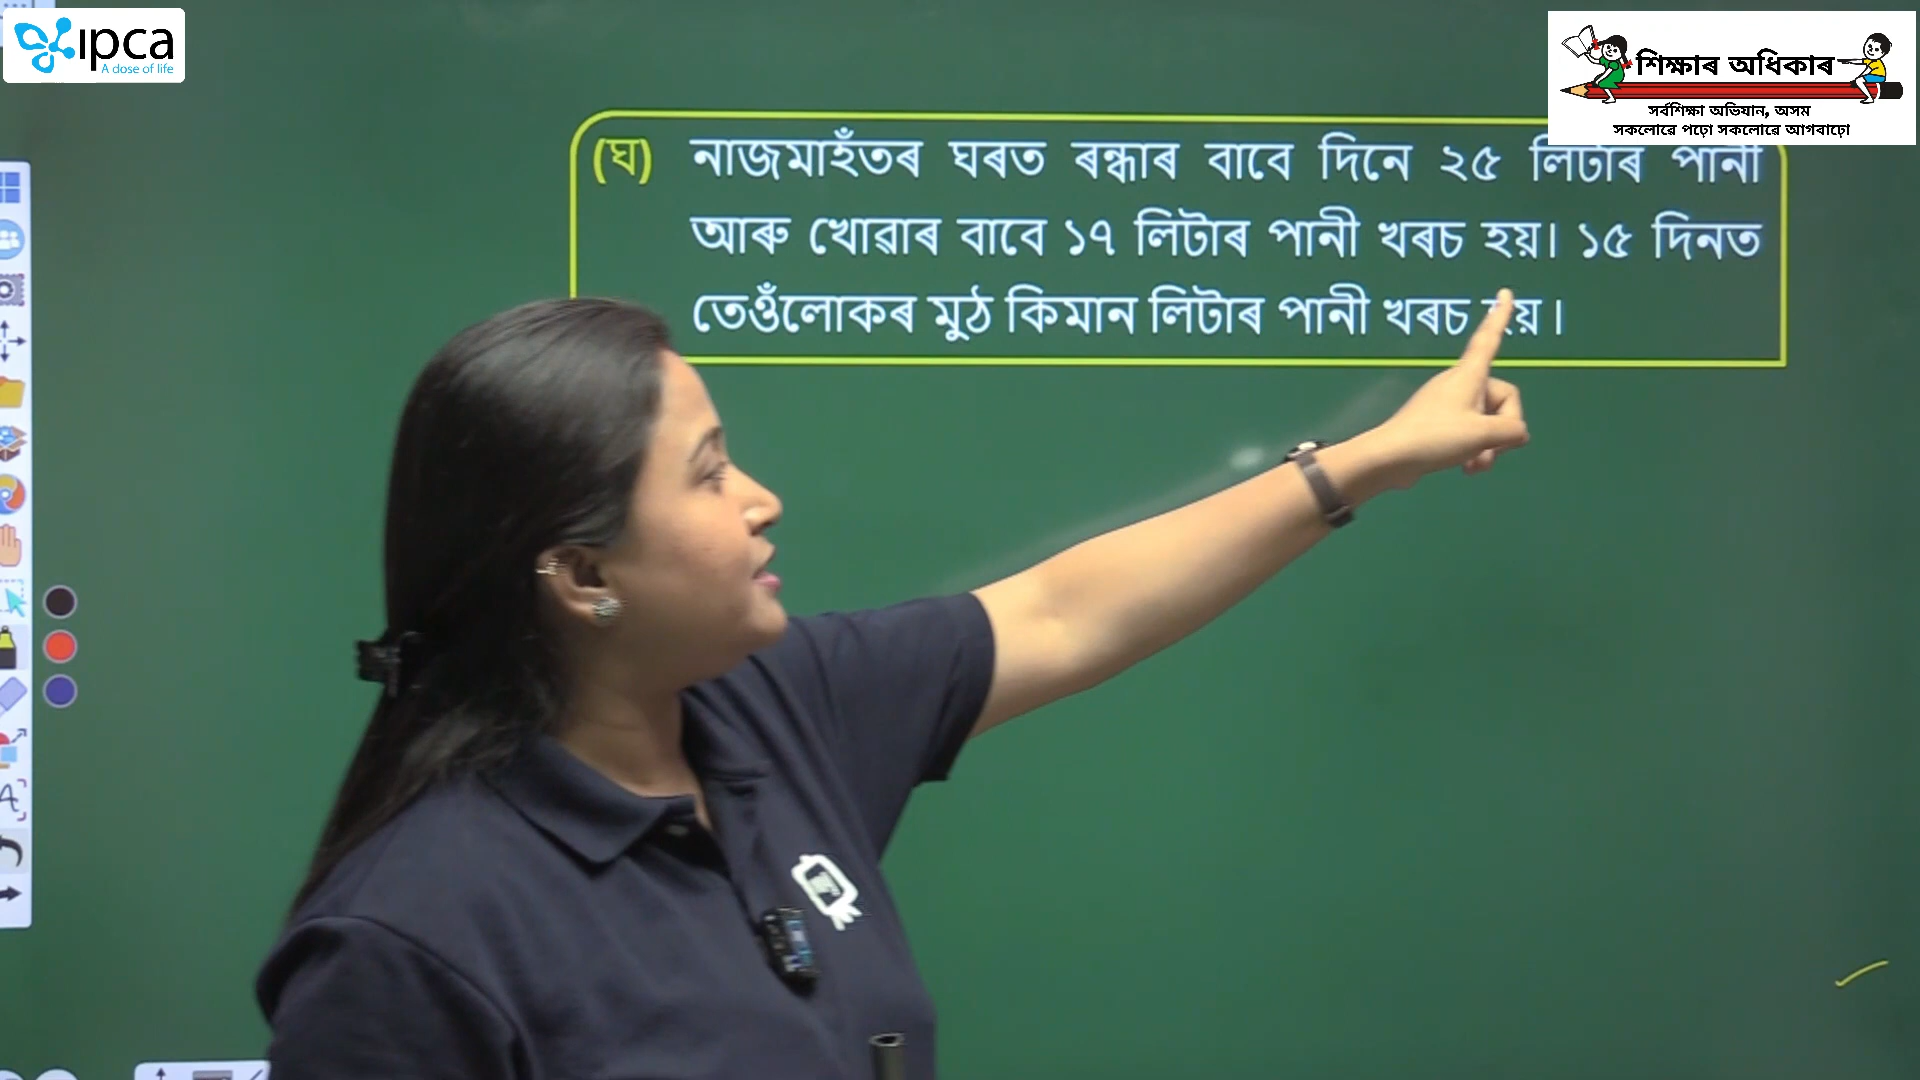 ipca
A dose of life
শিক্ষাৰ অধিকাৰ
সৰ্বশিক্ষা অভিযান, অসম
সকলোৱে পঢ়ো সকলোৱে আগবাঢ়ো
(ঘ) নাজমাহঁতৰ ঘৰত ৰন্ধাৰ বাবে দিনে ২৫ লিটাৰ পানী
আৰু খোৱাৰ বাবে ১৭ লিটাৰ পানী খৰচ হয়। ১৫ দিনত
তেওঁলোকৰ মুঠ কিমান লিটাৰ পানী খৰচ হয়।